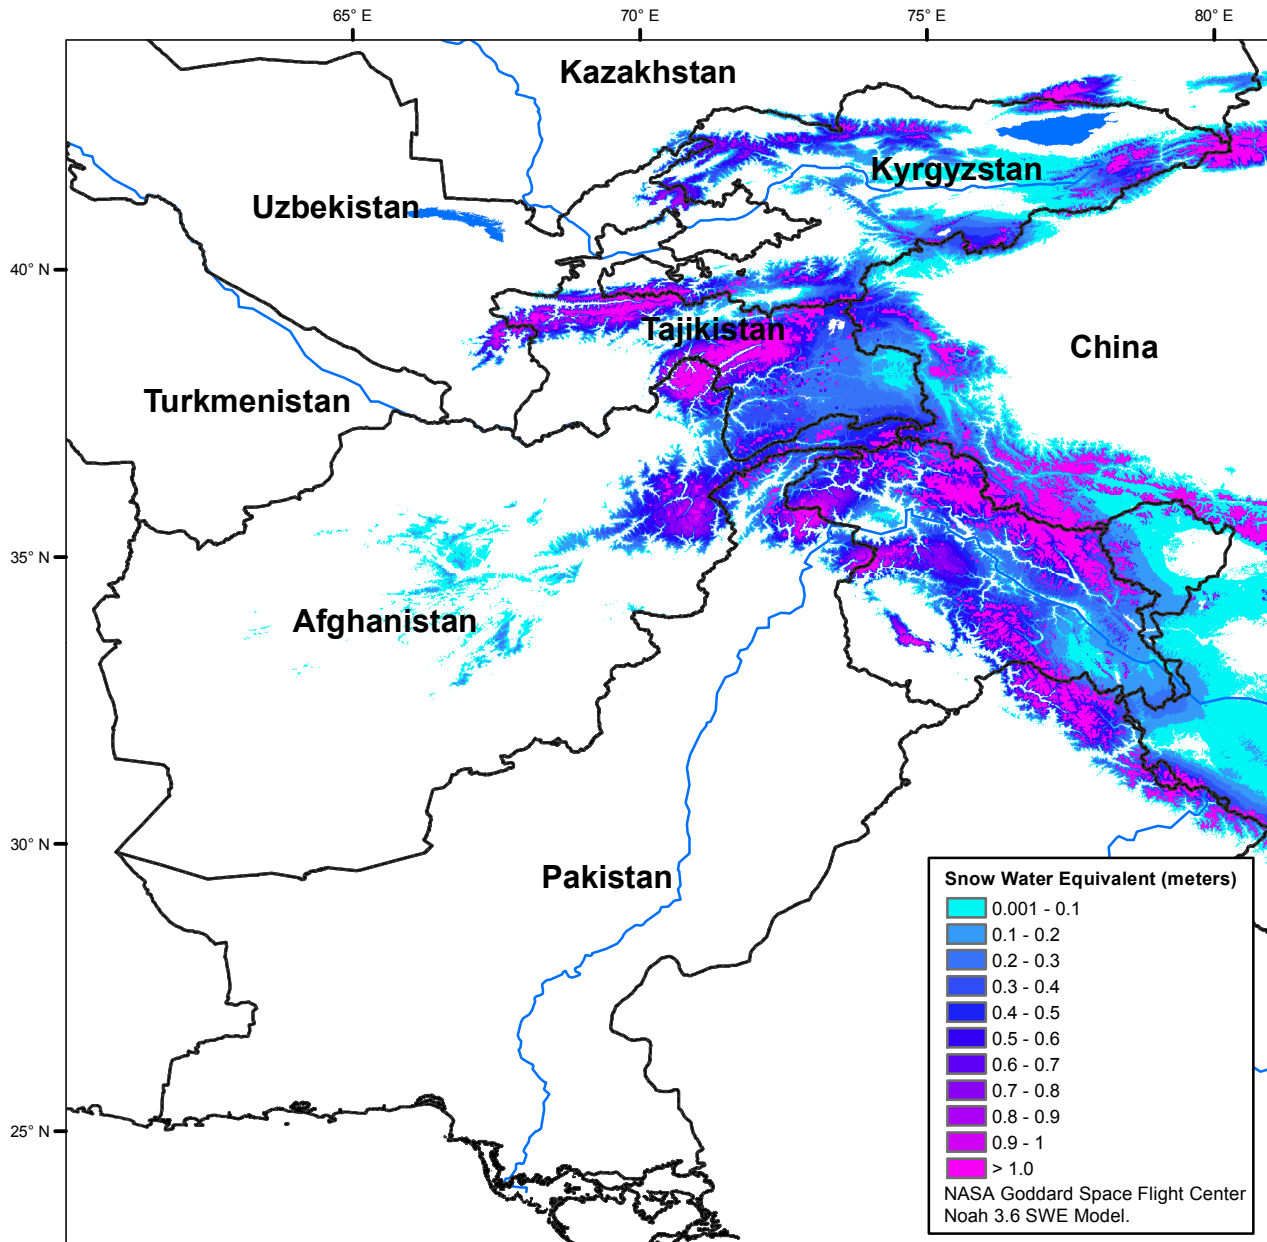 65° E
70° E
75° E
80° E
Kazakhstan
Kyrgyzstan
Uzbekistan
40° N
Tajikistan
China
Turkmenistan
35° N
Afghanistan
30° N
Pakistan
25° N
Snow Water Equivalent (meters)
0.001 - 0.1
0.1 - 0.2
0.2 - 0.3
0.3 - 0.4
0.4 - 0.5
0.5 - 0.6
0.6 - 0.7
0.7 - 0.8
0.8 - 0.9
0.9 - 1
> 1.0
NASA Goddard Space Flight Center
Noah 3.6 SWE Model.